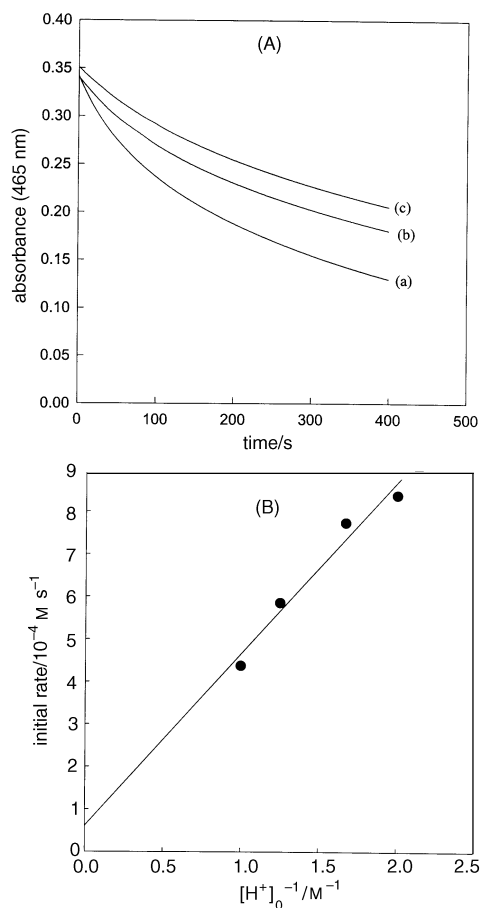 (A)
0.40
0.35
0.30
0.25
0.20
0.15
0.10
0.05
0.00
absorbance (465 nm)
(c)
(b)
(a)
0 100 200 300 400 500
time/s
(B)
9
8
7
6
5
4
3
2
1
0
initial rate/10⁻⁴ M s⁻¹
0.0 0.5 1.0 1.5 2.0 2.5
[H⁺]₀⁻¹/M⁻¹